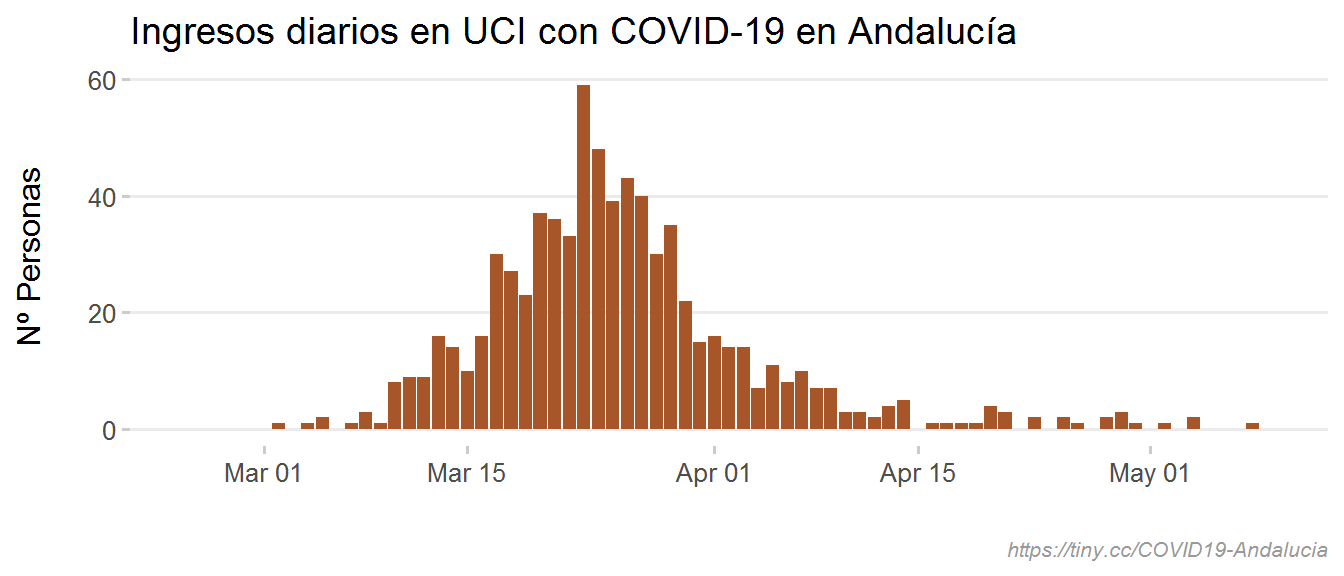 Ingresos diarios en UCI con COVID-19 en Andalucía
Nº Personas
60
40
20
0
Mar 01 Mar 15 Apr 01 Apr 15 May 01
https://tiny.cc/COVID19-Andalucia